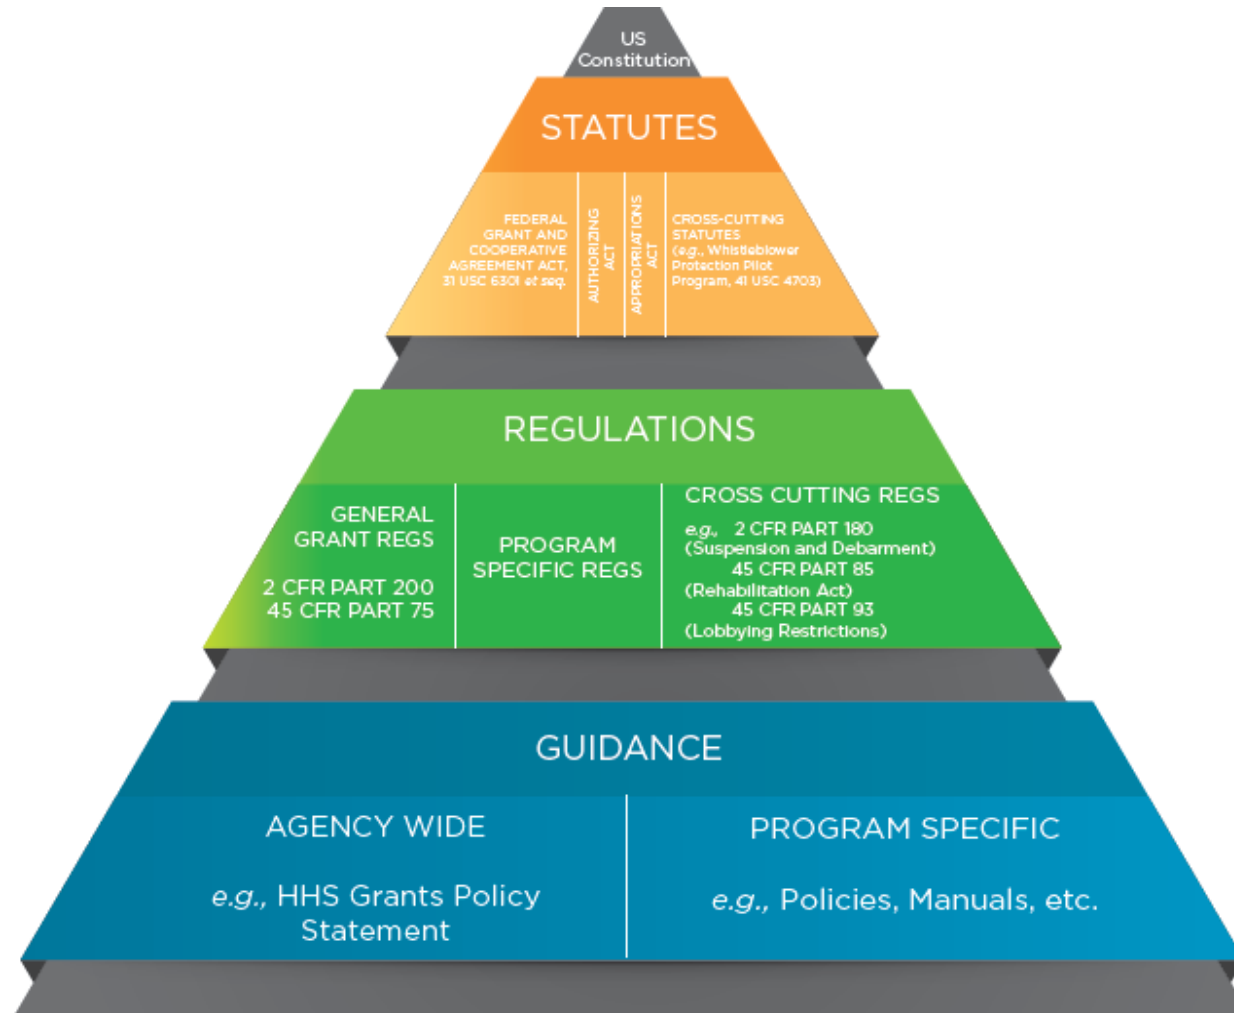 US
Constitution
STATUTES
FEDERAL
GRANT AND
COOPERATIVE
AGREEMENT ACT,
31 USC 6301 et seq.
AUTHORIZING
ACT
APPROPRIATIONS
ACT
CROSS-CUTTING
STATUTES
(e.g., Whistleblower
Protection Pilot
Program, 41 USC 4703)
REGULATIONS
GENERAL
GRANT REGS
2 CFR PART 200
45 CFR PART 75
PROGRAM
SPECIFIC REGS
CROSS CUTTING REGS
e.g., 2 CFR PART 180
(Suspension and Debarment)
45 CFR PART 85
(Rehabilitation Act)
45 CFR PART 93
(Lobbying Restrictions)
GUIDANCE
AGENCY WIDE
e.g., HHS Grants Policy
Statement
PROGRAM SPECIFIC
e.g., Policies, Manuals, etc.